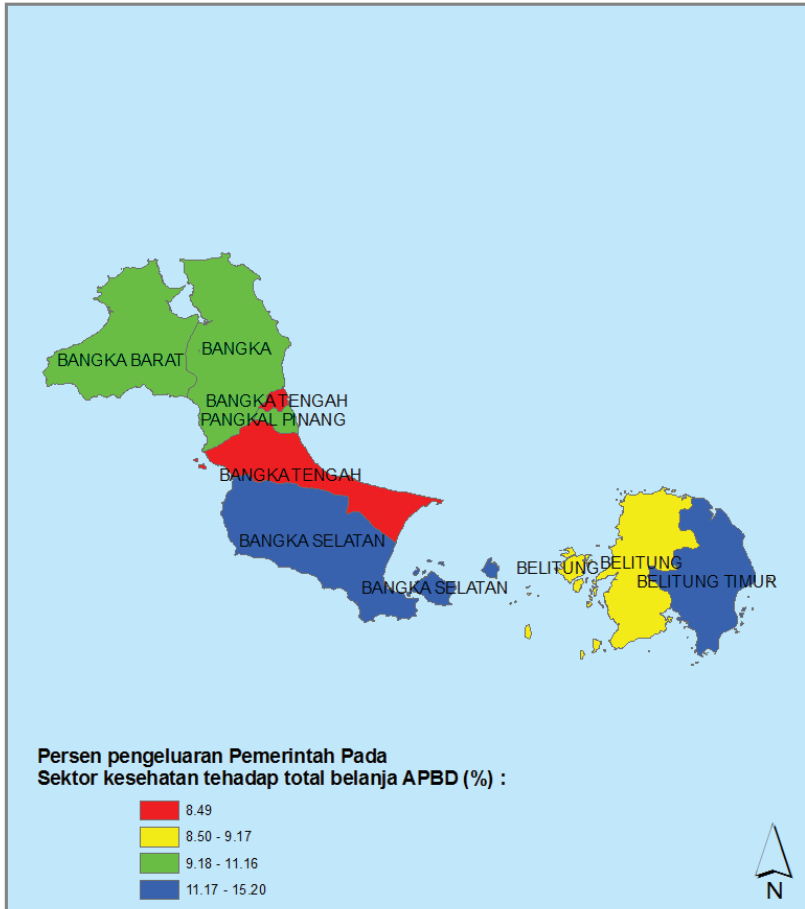 BANGKA
BANGKA BARAT
BANGKA TENGAH
PANGKAL PINANG
BANGKA TENGAH
BANGKA SELATAN
BANGKA SELATAN
BELITUNG
BELITUNG
BELITUNG TIMUR
Persen pengeluaran Pemerintah Pada
Sektor kesehatan tehadap total belanja APBD (%) :
8.49
8.50 - 9.17
9.18 - 11.16
11.17 - 15.20
N